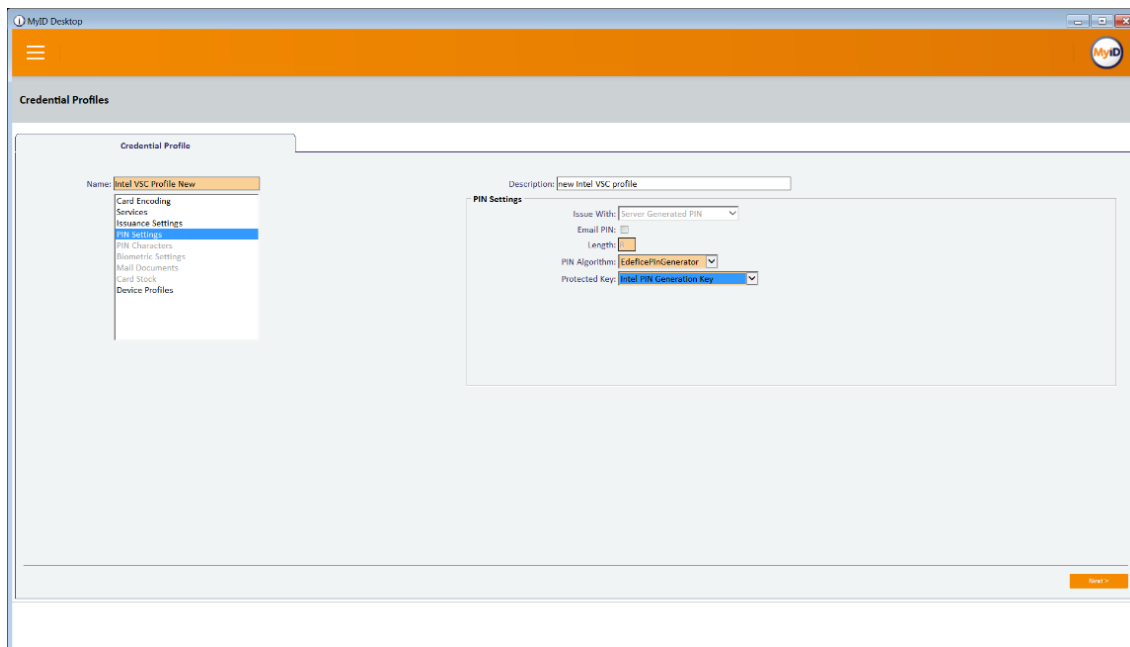 MyID Desktop
MyID
Credential Profiles
Credential Profile
Name: Intel VSC Profile New
Description: new Intel VSC profile
Card Encoding
Services
Issuance Settings
PIN Settings
PIN Characters
Biometric Settings
Mail Documents
Card Stock
Device Profiles
PIN Settings
Issue With: Server Generated PIN
Email PIN:
Length:
PIN Algorithm: EdeficePinGenerator
Protected Key: Intel PIN Generation Key
Next >